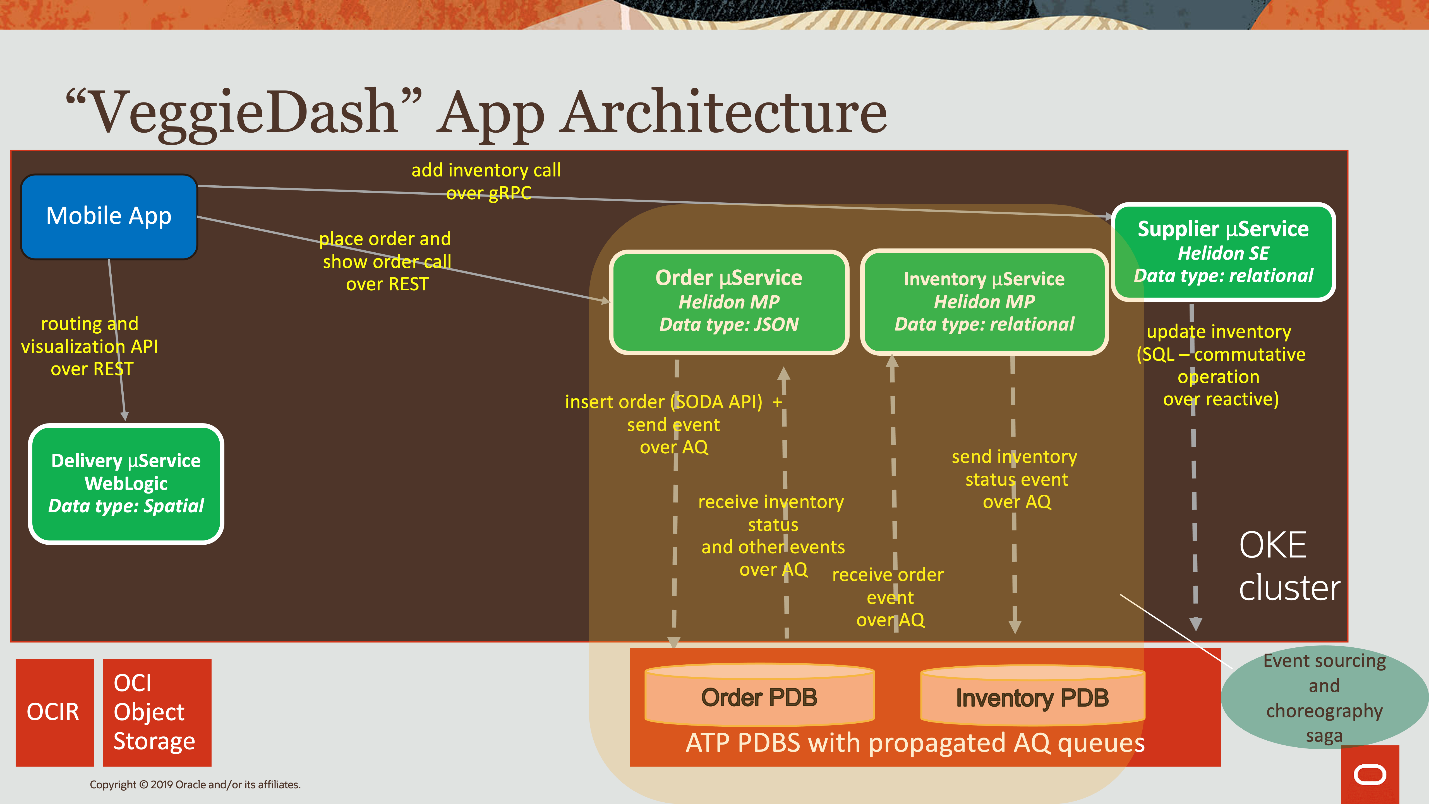 “VeggieDash” App Architecture
add inventory call
over gRPC
Mobile App
place order and
show order call
over REST
routing and
visualization API
over REST
Supplier µService
Helidon SE
Data type: relational
Order µService
Helidon MP
Data type: JSON
Inventory µService
Helidon MP
Data type: relational
update inventory
(SQL – commutative
operation
over reactive)
insert order (SODA API) +
send event
over AQ
Delivery µService
WebLogic
Data type: Spatial
send inventory
status event
over AQ
receive inventory
status
and other events
over AQ
receive order
event
over AQ
OKE
cluster
OCIR
OCI
Object
Storage
Order PDB
Inventory PDB
ATP PDBS with propagated AQ queues
Event sourcing
and
choreography
saga
Copyright © 2019 Oracle and/or its affiliates.